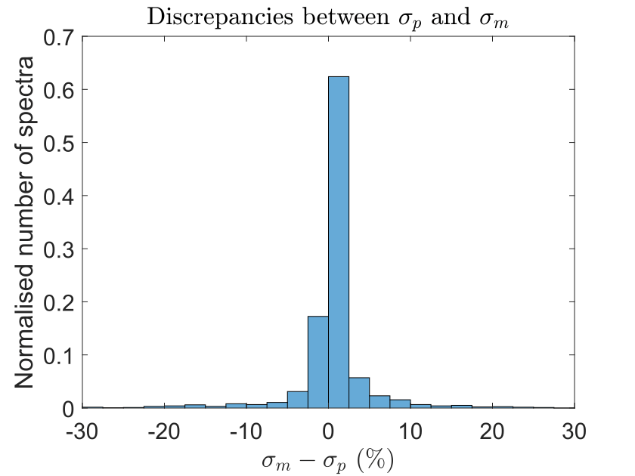 Discrepancies between σp and σm
Normalised number of spectra
0.7
0.6
0.5
0.4
0.3
0.2
0.1
0
-30 -20 -10 0 10 20 30
σm − σp (%)